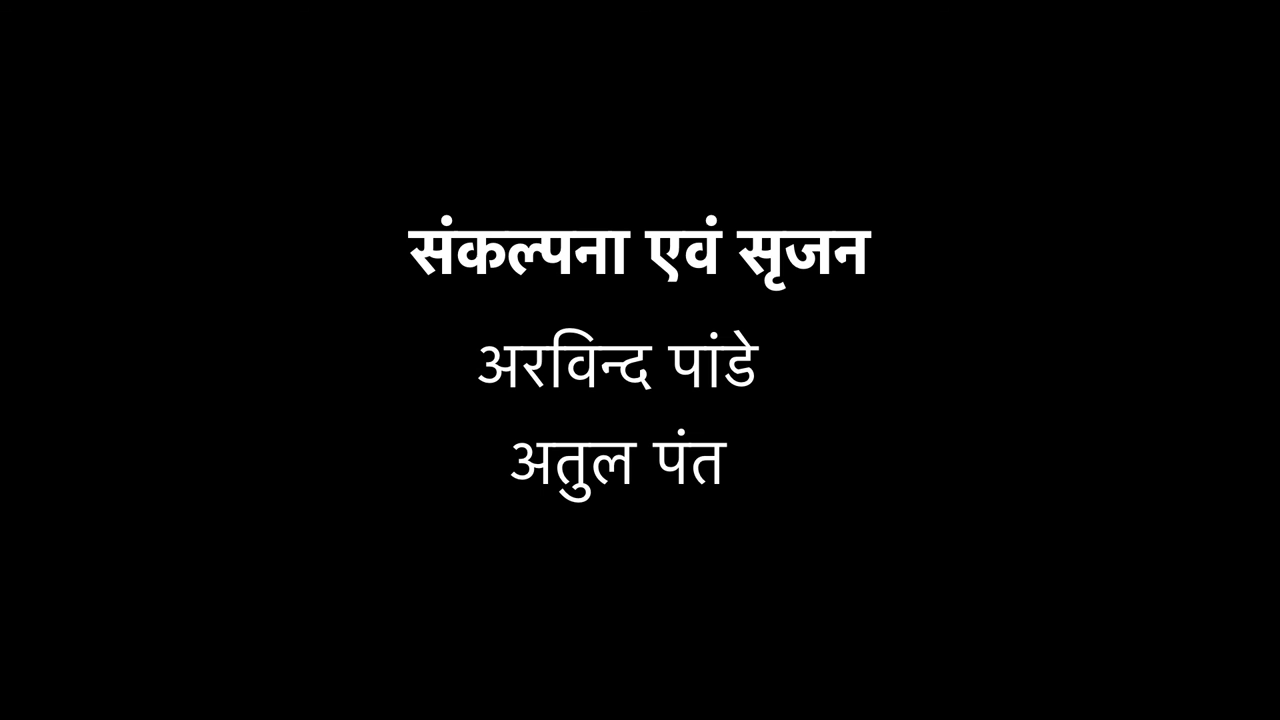 संकल्पना एवं सृजन
अरविन्द पांडे
अतुल पंत